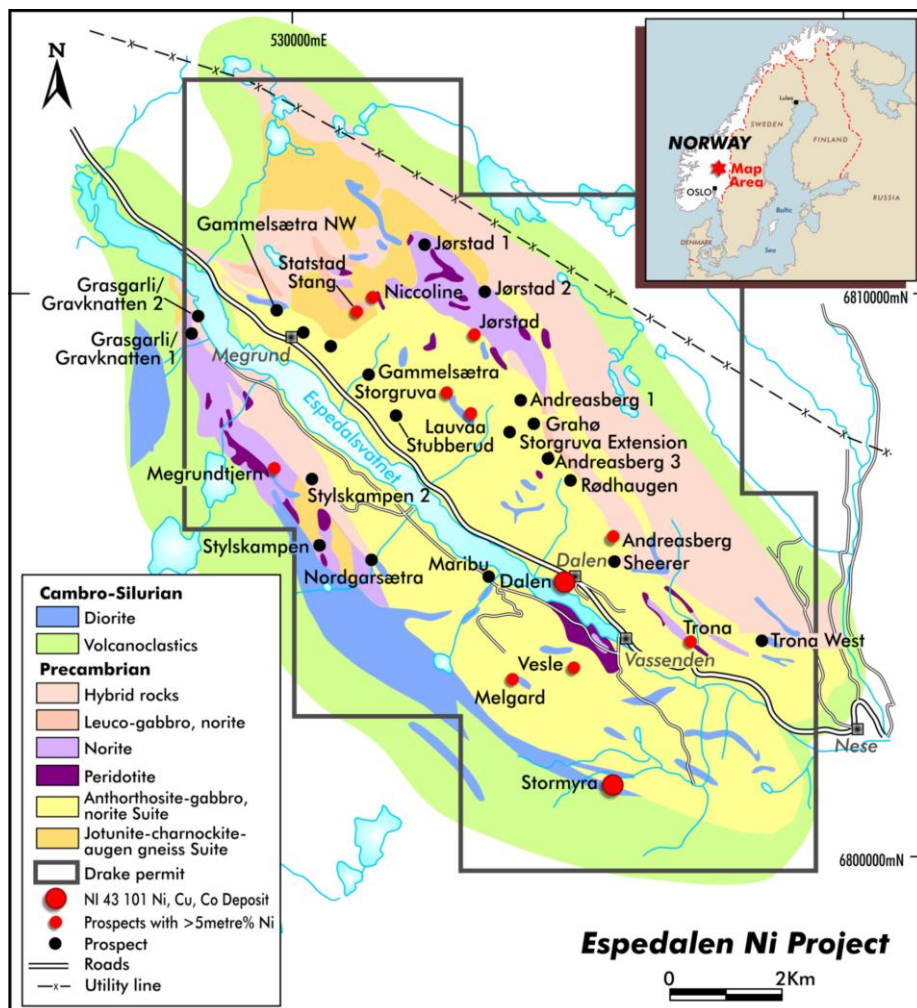 530000mE
N
6810000mN
6800000mN
NORWAY
Map
Area
OSLO
SWEDEN
FINLAND
RUSSIA
DENMARK
Baltic
Sea
Lulea
Gammelsætra NW
Statstad
Stang
Niccoline
Jørstad 1
Jørstad 2
Jørstad
Grasgarli/
Gravknatten 2
Grasgarli/
Gravknatten 1
Megrund
Gammelsætra
Storgruva
Lauvaa
Stubberud
Espedalsvatnet
Andreasberg 1
Grahø
Storgruva Extension
Andreasberg 3
Rødhaugen
Megrundtjern
Stylskampen 2
Stylskampen
Nordgarsætra
Maribu
Dalen
Dalen
Andreasberg
Sheerer
Trona
Trona West
Vassenden
Vesle
Melgard
Nese
Stormyra
Cambro-Silurian
Diorite
Volcanoclastics
Precambrian
Hybrid rocks
Leuco-gabbro, norite
Norite
Peridotite
Anthorthosite-gabbro,
norite Suite
Jotunite-charnockite-
augen gneiss Suite
Drake permit
NI 43 101 Ni, Cu, Co Deposit
Prospects with >5metre% Ni
Prospect
Roads
Utility line
Espedalen Ni Project
0 2Km